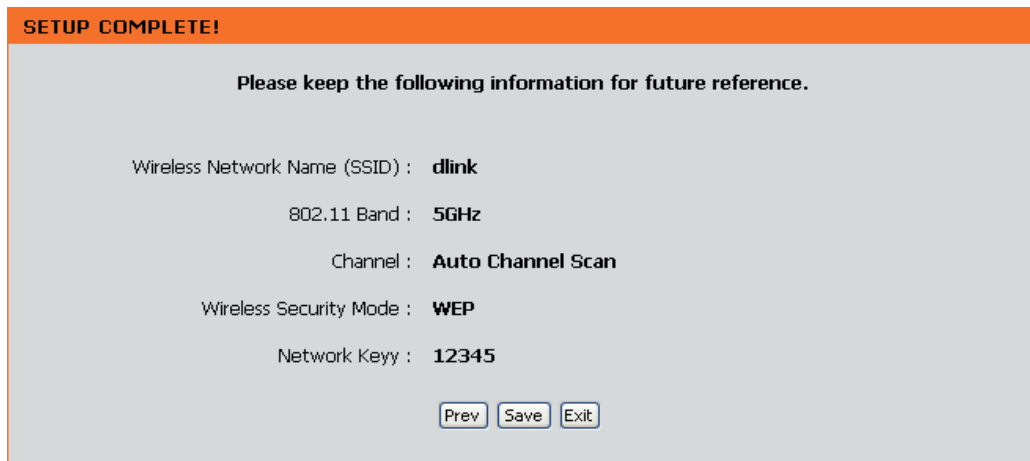 SETUP COMPLETE!
Please keep the following information for future reference.
Wireless Network Name (SSID) : dlink
802.11 Band : 5GHz
Channel : Auto Channel Scan
Wireless Security Mode : WEP
Network Keyy : 12345
Prev Save Exit